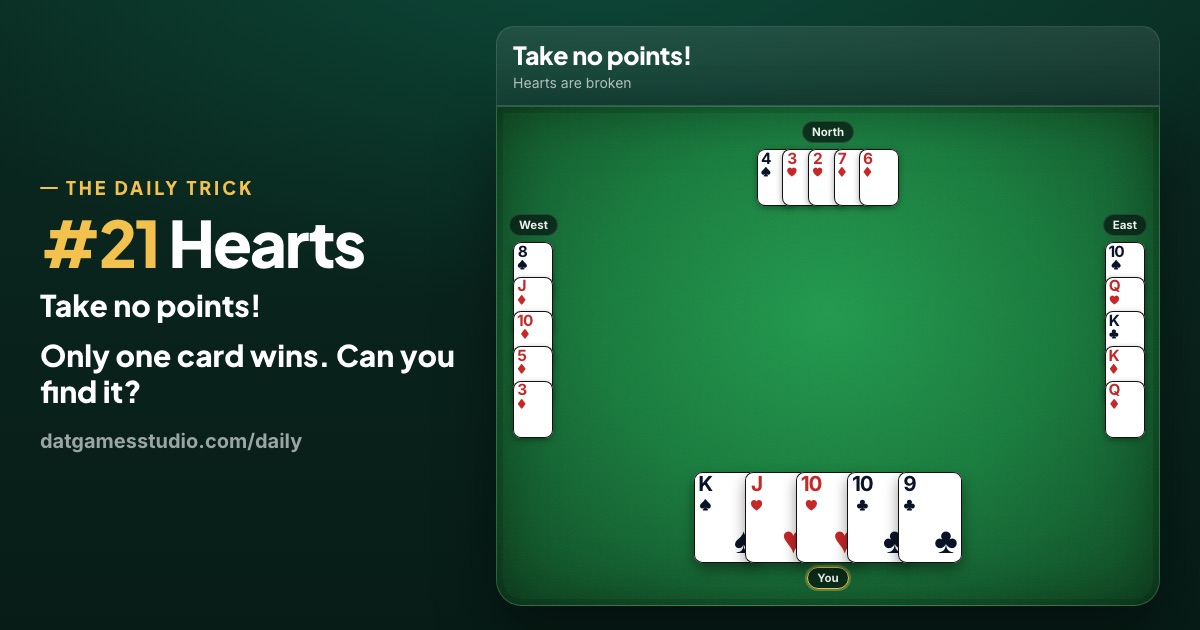 — THE DAILY TRICK
#21 Hearts
Take no points!
Only one card wins. Can you
find it?
datgamesstudio.com/daily
Take no points!
Hearts are broken
North
4♠ 3♥ 2♥ 7♦ 6♦
West
8♠
J♦
10♦
5♦
3♦
East
10♠
Q♥
K♣
K♦
Q♦
K♠ J♥ 10♥ 10♣ 9♣
You